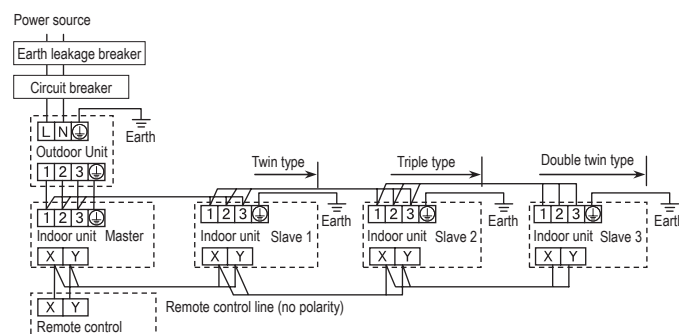 Power source
Earth leakage breaker
Circuit breaker
L N
Earth
Outdoor Unit
Twin type
Triple type
Double twin type
1 2 3
1 2 3
1 2 3
1 2 3
1 2 3
Earth
Earth
Earth
Indoor unit Master
Indoor unit Slave 1
Indoor unit Slave 2
Indoor unit Slave 3
X Y
X Y
X Y
X Y
X Y
Remote control line (no polarity)
Remote control